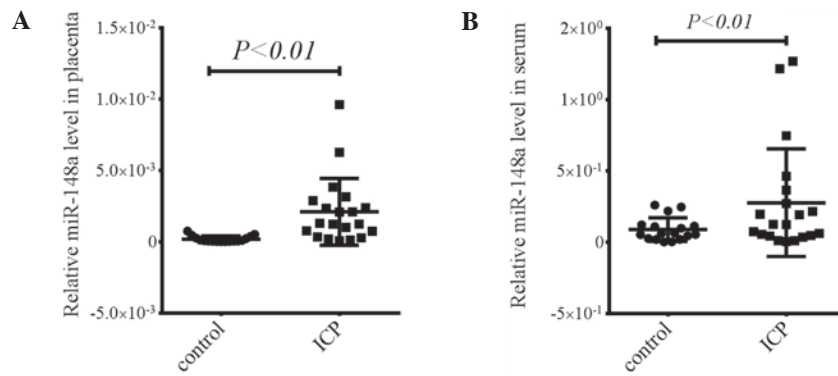 A
Relative miR-148a level in placenta
1.5×10⁻²
1.0×10⁻²
5.0×10⁻³
0
-5.0×10⁻³
P<0.01
control
ICP
B
Relative miR-148a level in serum
2×10⁰
1×10⁰
5×10⁻¹
0
-5×10⁻¹
P<0.01
control
ICP